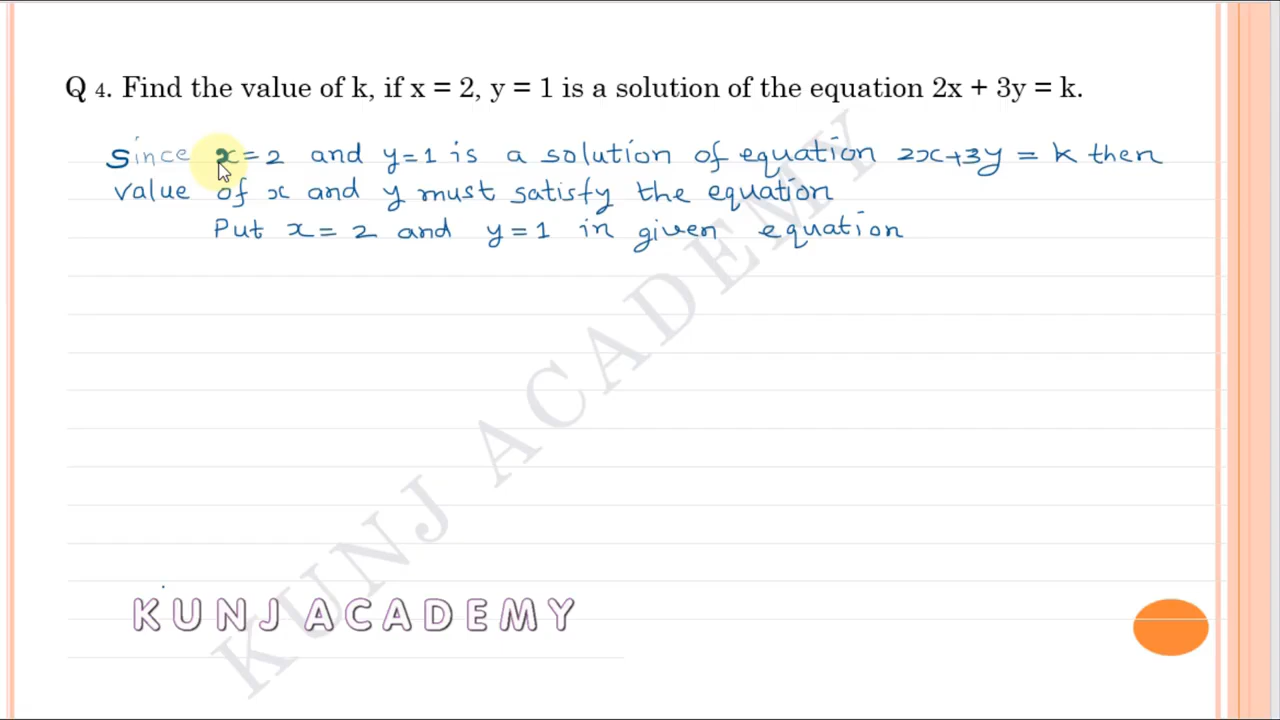 Q 4. Find the value of k, if x = 2, y = 1 is a solution of the equation 2x + 3y = k.
Since x=2 and y=1 is a solution of equation 2x+3y = k then
value of x and y must satisfy the equation
Put x = 2 and y=1 in given equation
KUNJ ACADEMY
KUNJ ACADEMY